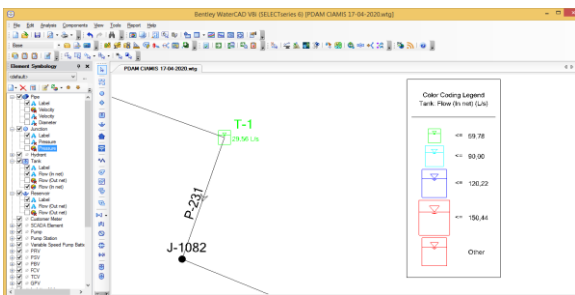 Bentley WaterCAD V8i (SELECTseries 6) [PDAM CIAMIS 17-04-2020.wtg]
File Edit Analysis Components View Tools Report Help
Base
Element Symbology
PDAM CIAMIS 17-04-2020.wtg
<default>
Pipe
Label
Velocity
Velocity
Diameter
Junction
Label
Pressure
Pressure
Hydrant
Tank
Label
Flow (In net)
Flow (Out net)
Flow (In net)
Reservoir
Label
Flow (Out net)
Flow (Out net)
Customer Meter
SCADA Element
Pump
Pump Station
Variable Speed Pump Batte
PRV
PSV
PBV
FCV
TCV
GPV
T-1
P-231
J-1082
Color Coding Legend
Tank: Flow (In net) (L/s)
<= 59,78
<= 90,00
<= 120,22
<= 150,44
Other